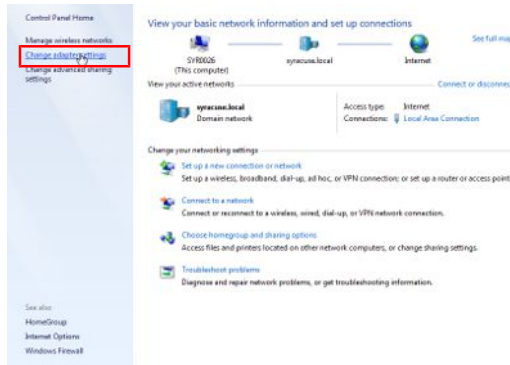 Control Panel Home
Manage wireless networks
Change adapter settings
Change advanced sharing
settings
See also
HomeGroup
Internet Options
Windows Firewall
View your basic network information and set up connections
See full map
SYR0026
(This computer)
syracuse.local
Internet
View your active networks
Connect or disconnec
syracuse.local
Domain network
Access type: Internet
Connections: Local Area Connection
Change your networking settings
Set up a new connection or network
Set up a wireless, broadband, dial-up, ad hoc, or VPN connection; or set up a router or access point
Connect to a network
Connect or reconnect to a wireless, wired, dial-up, or VPN network connection.
Choose homegroup and sharing options
Access files and printers located on other network computers, or change sharing settings.
Troubleshoot problems
Diagnose and repair network problems, or get troubleshooting information.